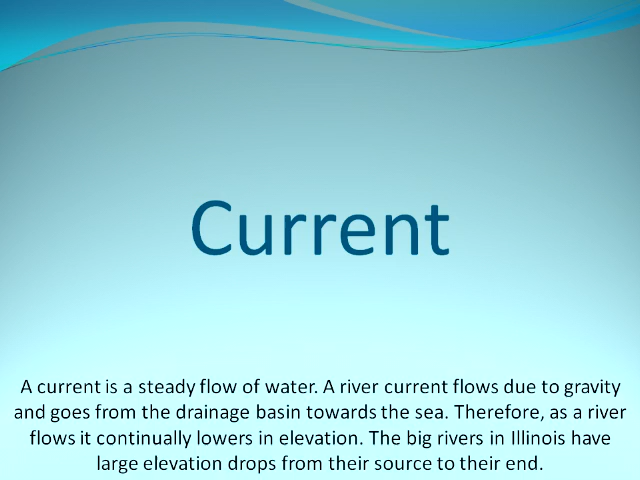 Current
A current is a steady flow of water. A river current flows due to gravity
and goes from the drainage basin towards the sea. Therefore, as a river
flows it continually lowers in elevation. The big rivers in Illinois have
large elevation drops from their source to their end.